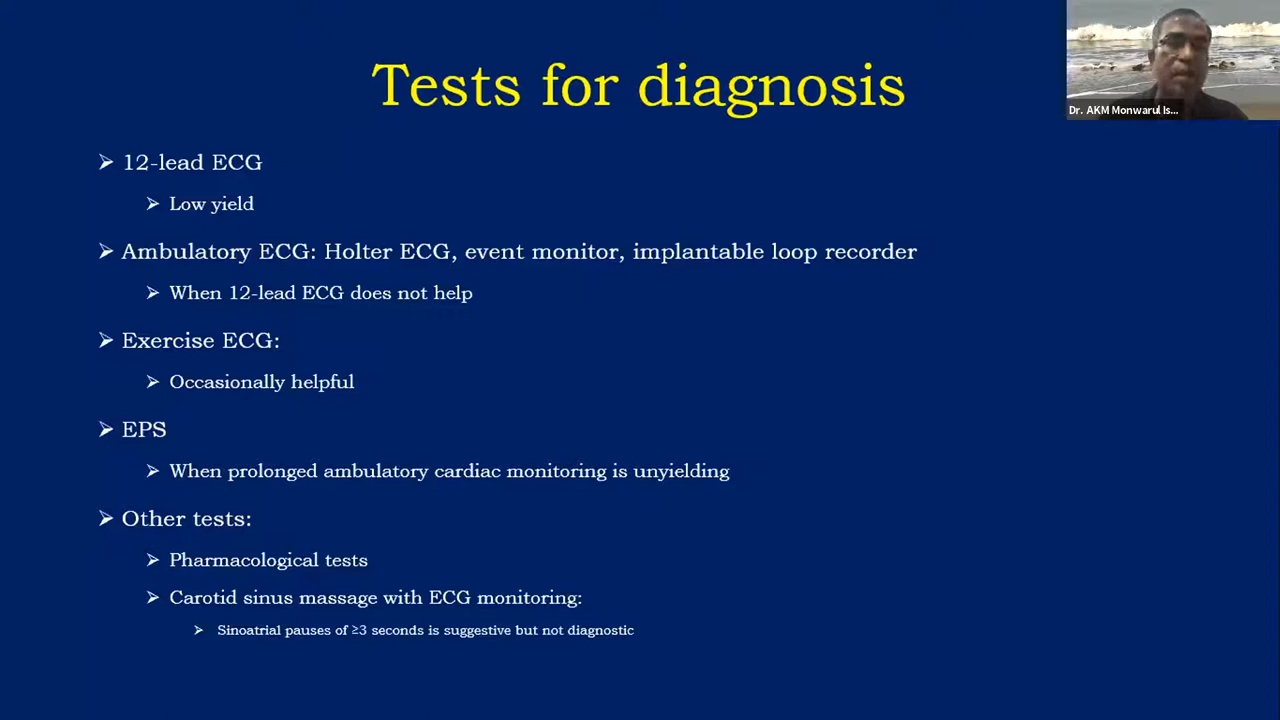 Tests for diagnosis
Dr. AKM Monwarul Is...
➢ 12-lead ECG
➢ Low yield
➢ Ambulatory ECG: Holter ECG, event monitor, implantable loop recorder
➢ When 12-lead ECG does not help
➢ Exercise ECG:
➢ Occasionally helpful
➢ EPS
➢ When prolonged ambulatory cardiac monitoring is unyielding
➢ Other tests:
➢ Pharmacological tests
➢ Carotid sinus massage with ECG monitoring:
➢ Sinoatrial pauses of ≥3 seconds is suggestive but not diagnostic